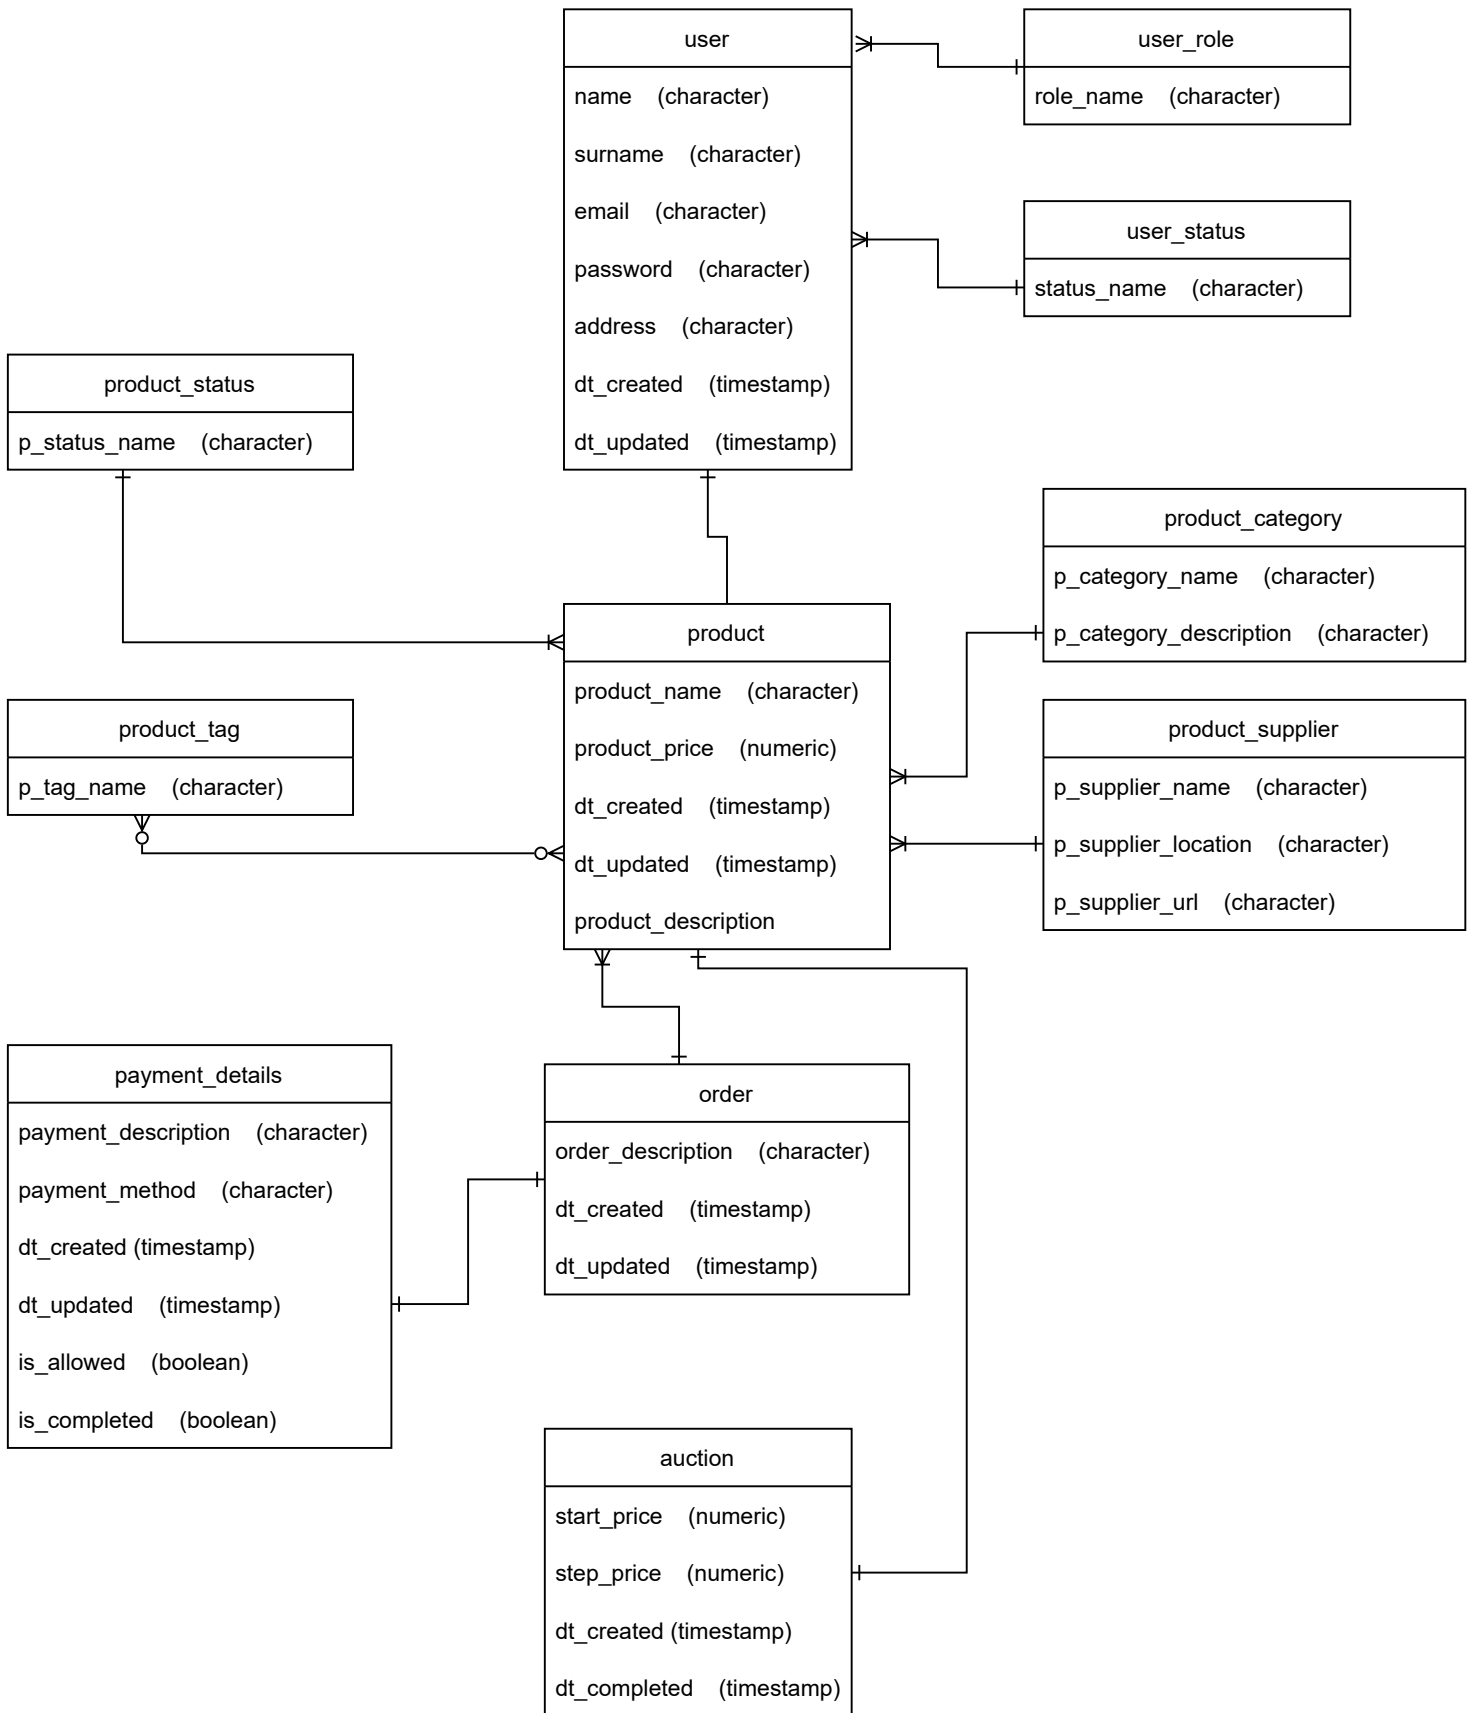 user
name (character)
surname (character)
email (character)
password (character)
address (character)
dt_created (timestamp)
dt_updated (timestamp)
user_role
role_name (character)
user_status
status_name (character)
product_status
p_status_name (character)
product_category
p_category_name (character)
p_category_description (character)
product
product_name (character)
product_price (numeric)
dt_created (timestamp)
dt_updated (timestamp)
product_description
product_tag
p_tag_name (character)
product_supplier
p_supplier_name (character)
p_supplier_location (character)
p_supplier_url (character)
payment_details
payment_description (character)
payment_method (character)
dt_created (timestamp)
dt_updated (timestamp)
is_allowed (boolean)
is_completed (boolean)
order
order_description (character)
dt_created (timestamp)
dt_updated (timestamp)
auction
start_price (numeric)
step_price (numeric)
dt_created (timestamp)
dt_completed (timestamp)